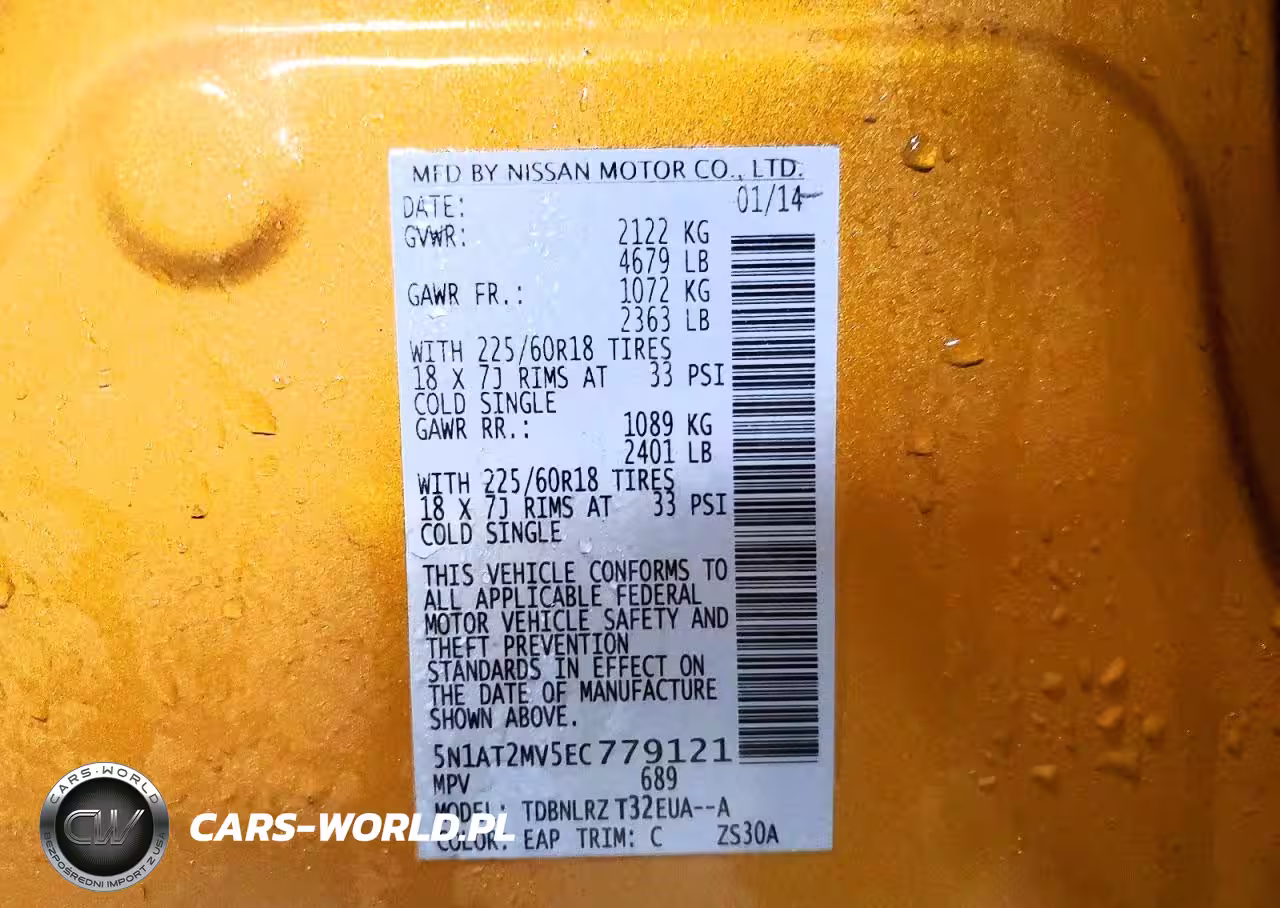 MFD BY NISSAN MOTOR CO., LTD.
DATE: 01/14
GVWR: 2122 KG
4679 LB
GAWR FR.: 1072 KG
2363 LB
WITH 225/60R18 TIRES
18 X 7J RIMS AT 33 PSI
COLD SINGLE
GAWR RR.: 1089 KG
2401 LB
WITH 225/60R18 TIRES
18 X 7J RIMS AT 33 PSI
COLD SINGLE
THIS VEHICLE CONFORMS TO
ALL APPLICABLE FEDERAL
MOTOR VEHICLE SAFETY AND
THEFT PREVENTION
STANDARDS IN EFFECT ON
THE DATE OF MANUFACTURE
SHOWN ABOVE.
5N1AT2MV5EC779121
MPV 689
MODEL: TDBNLRZ T32EUA--A
COLOR: EAP TRIM: C ZS30A
CARS-WORLD
CW
BEZPOŚREDNI IMPORT Z USA
CARS-WORLD.PL